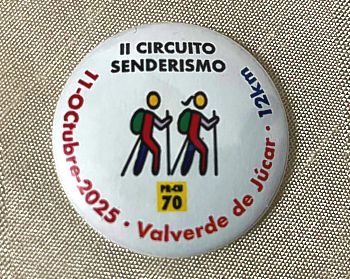 II CIRCUITO
SENDERISMO
11-Octubre-2025 · Valverde de Júcar · 12km
PR-CU
70